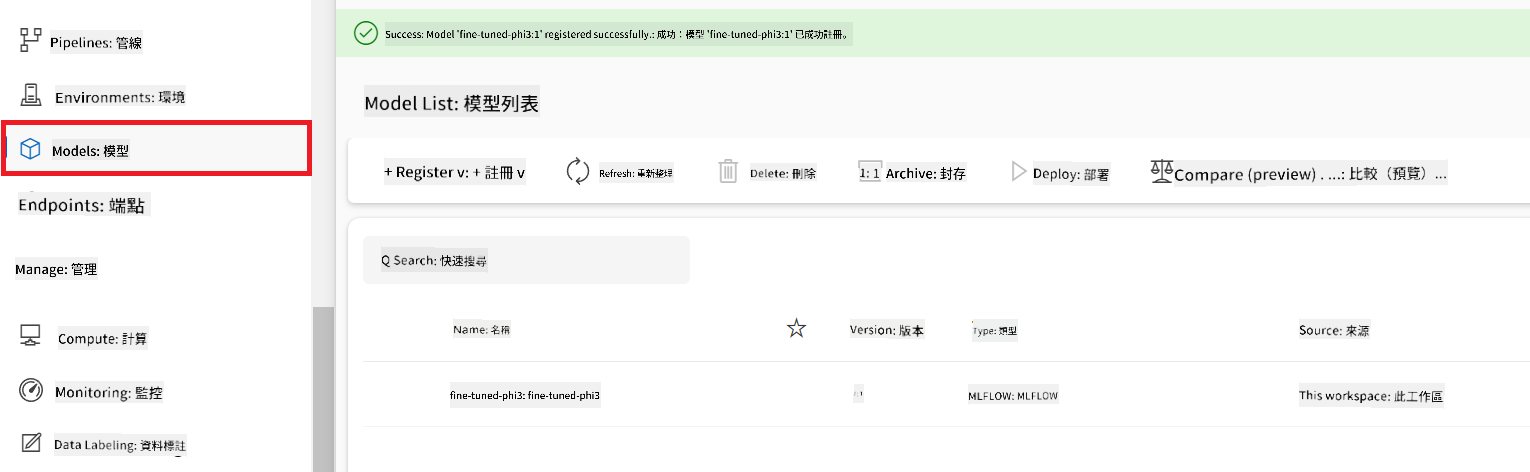 Pipelines: 管線
Environments: 環境
Models: 模型
Endpoints: 端點
Manage: 管理
Compute: 計算
Monitoring: 監控
Data Labeling: 資料標註
Success: Model 'fine-tuned-phi3:1' registered successfully.: 成功：模型 'fine-tuned-phi3:1' 已成功註冊。
Model List: 模型列表
+ Register v: + 註冊 v
Refresh: 重新整理
Delete: 刪除
1: 1 Archive: 封存
Deploy: 部署
Compare (preview) . ...: 比較（預覽）...
Q Search: 快速搜尋
Name: 名稱
Version: 版本
Type: 類型
Source: 來源
fine-tuned-phi3: fine-tuned-phi3
MLFLOW: MLFLOW
This workspace: 此工作區